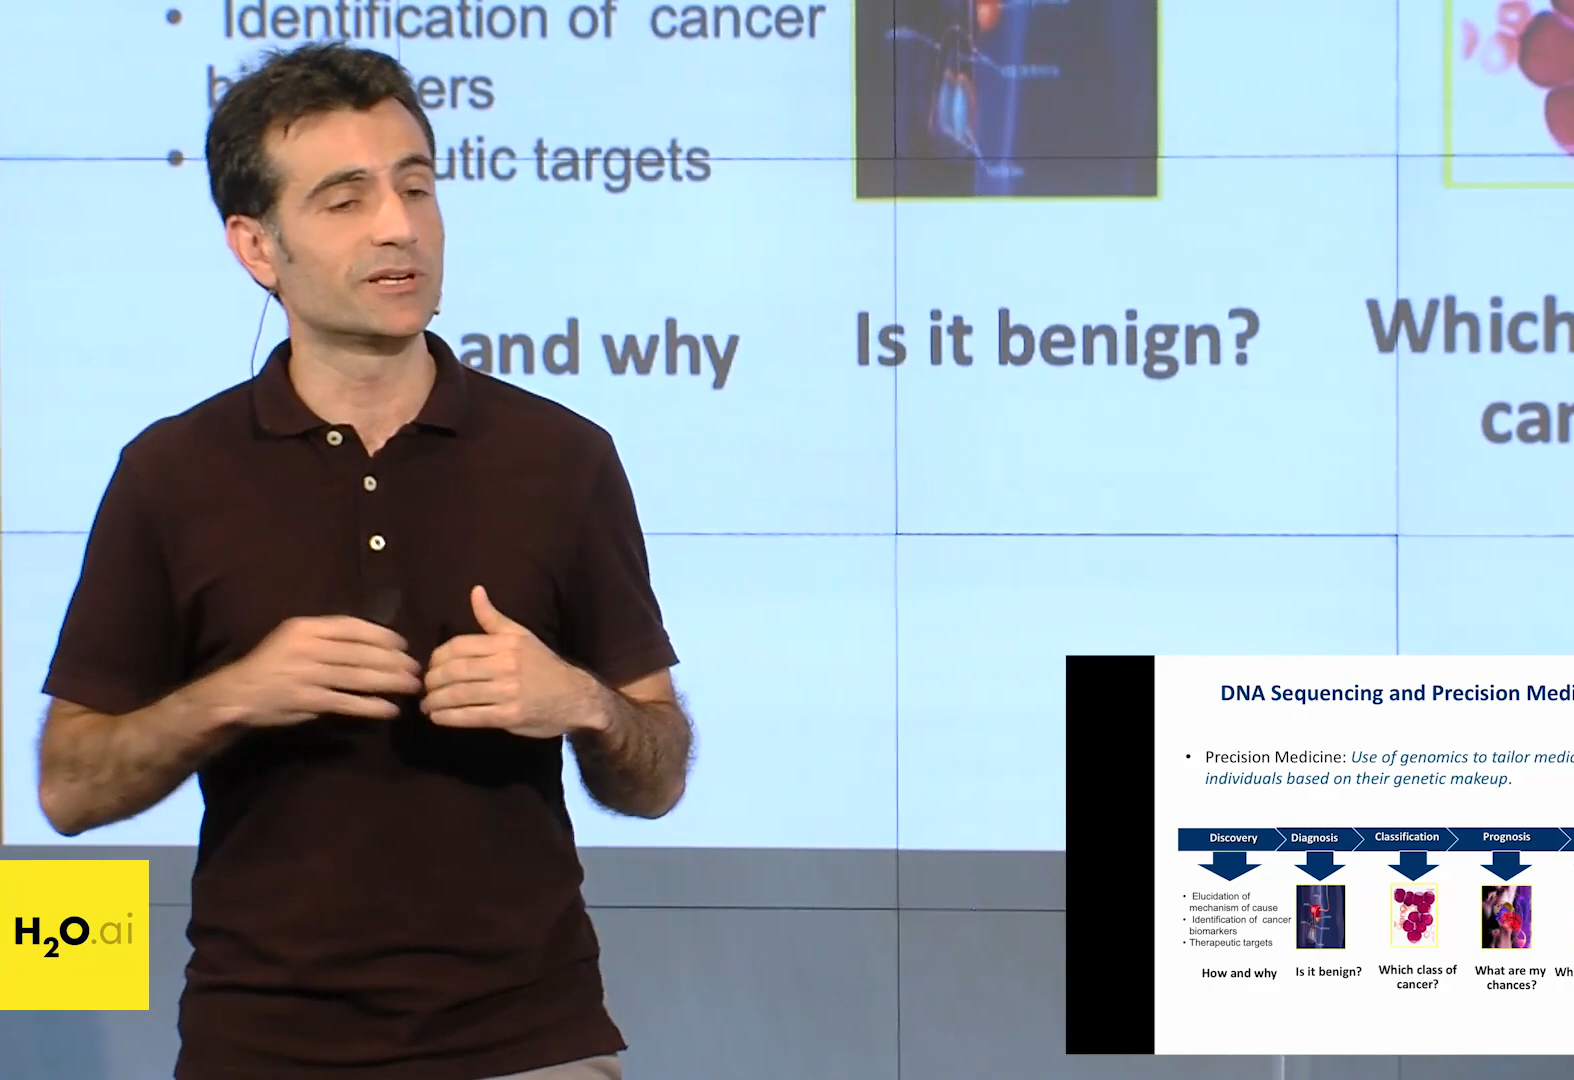 • Identification of cancer
ers
• utic targets
and why
Is it benign?
Which
car
H2O.ai
DNA Sequencing and Precision Medi
• Precision Medicine: Use of genomics to tailor medic
individuals based on their genetic makeup.
Discovery
Diagnosis
Classification
Prognosis
• Elucidation of
mechanism of cause
• Identification of cancer
biomarkers
• Therapeutic targets
How and why
Is it benign?
Which class of
cancer?
What are my
chances?
Wh